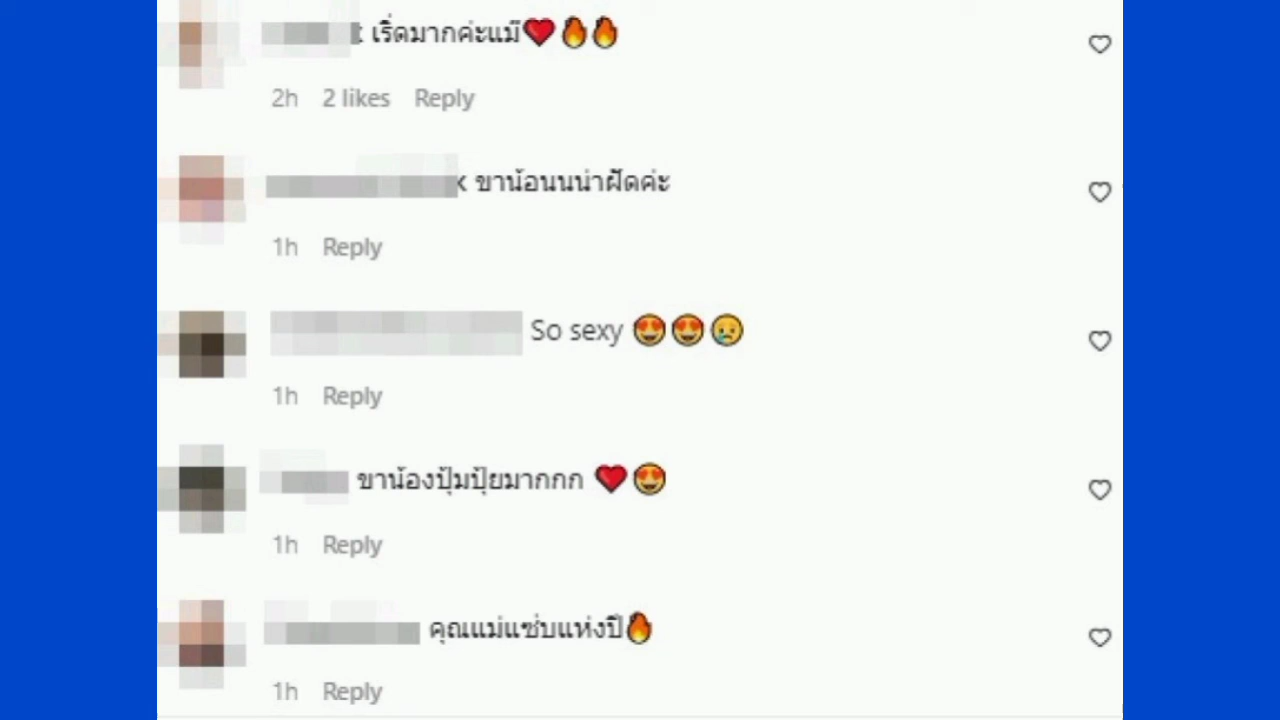 เริ่ดมากค่ะแม่❤️🔥🔥
2h 2 likes Reply
ขาน้อนนน่าฝัดค่ะ
1h Reply
So sexy 😍😍😢
1h Reply
ขาน้องปุ้มปุ้ยมากกก ❤️😍
1h Reply
คุณแม่แซ่บแห่งปี🔥
1h Reply